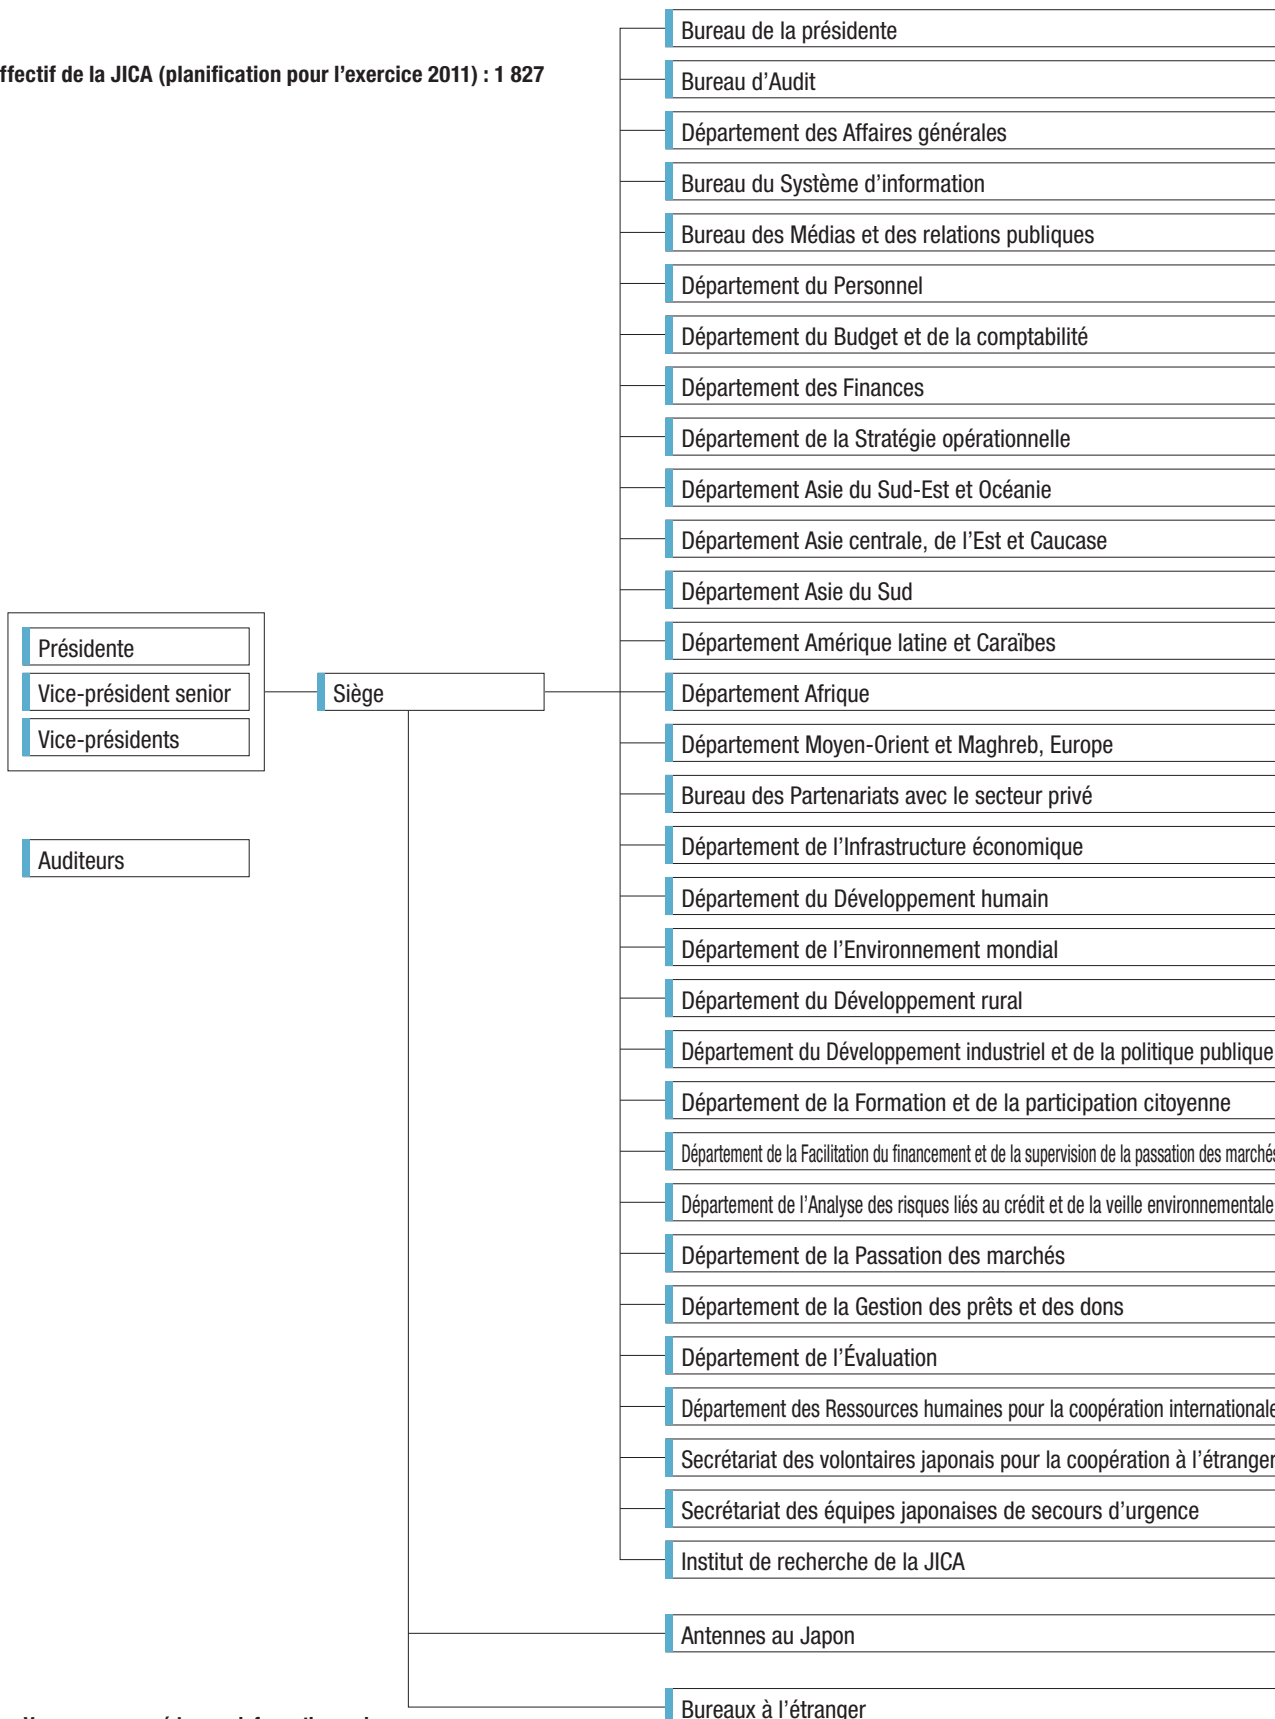 ffectif de la JICA (planification pour l’exercice 2011) : 1 827
Présidente
Vice-président senior
Vice-présidents
Auditeurs
Siège
Bureau de la présidente
Bureau d’Audit
Département des Affaires générales
Bureau du Système d’information
Bureau des Médias et des relations publiques
Département du Personnel
Département du Budget et de la comptabilité
Département des Finances
Département de la Stratégie opérationnelle
Département Asie du Sud-Est et Océanie
Département Asie centrale, de l’Est et Caucase
Département Asie du Sud
Département Amérique latine et Caraïbes
Département Afrique
Département Moyen-Orient et Maghreb, Europe
Bureau des Partenariats avec le secteur privé
Département de l’Infrastructure économique
Département du Développement humain
Département de l’Environnement mondial
Département du Développement rural
Département du Développement industriel et de la politique publique
Département de la Formation et de la participation citoyenne
Département de la Facilitation du financement et de la supervision de la passation des marchés
Département de l’Analyse des risques liés au crédit et de la veille environnementale
Département de la Passation des marchés
Département de la Gestion des prêts et des dons
Département de l’Évaluation
Département des Ressources humaines pour la coopération internationale
Secrétariat des volontaires japonais pour la coopération à l’étranger
Secrétariat des équipes japonaises de secours d’urgence
Institut de recherche de la JICA
Antennes au Japon
Bureaux à l’étranger